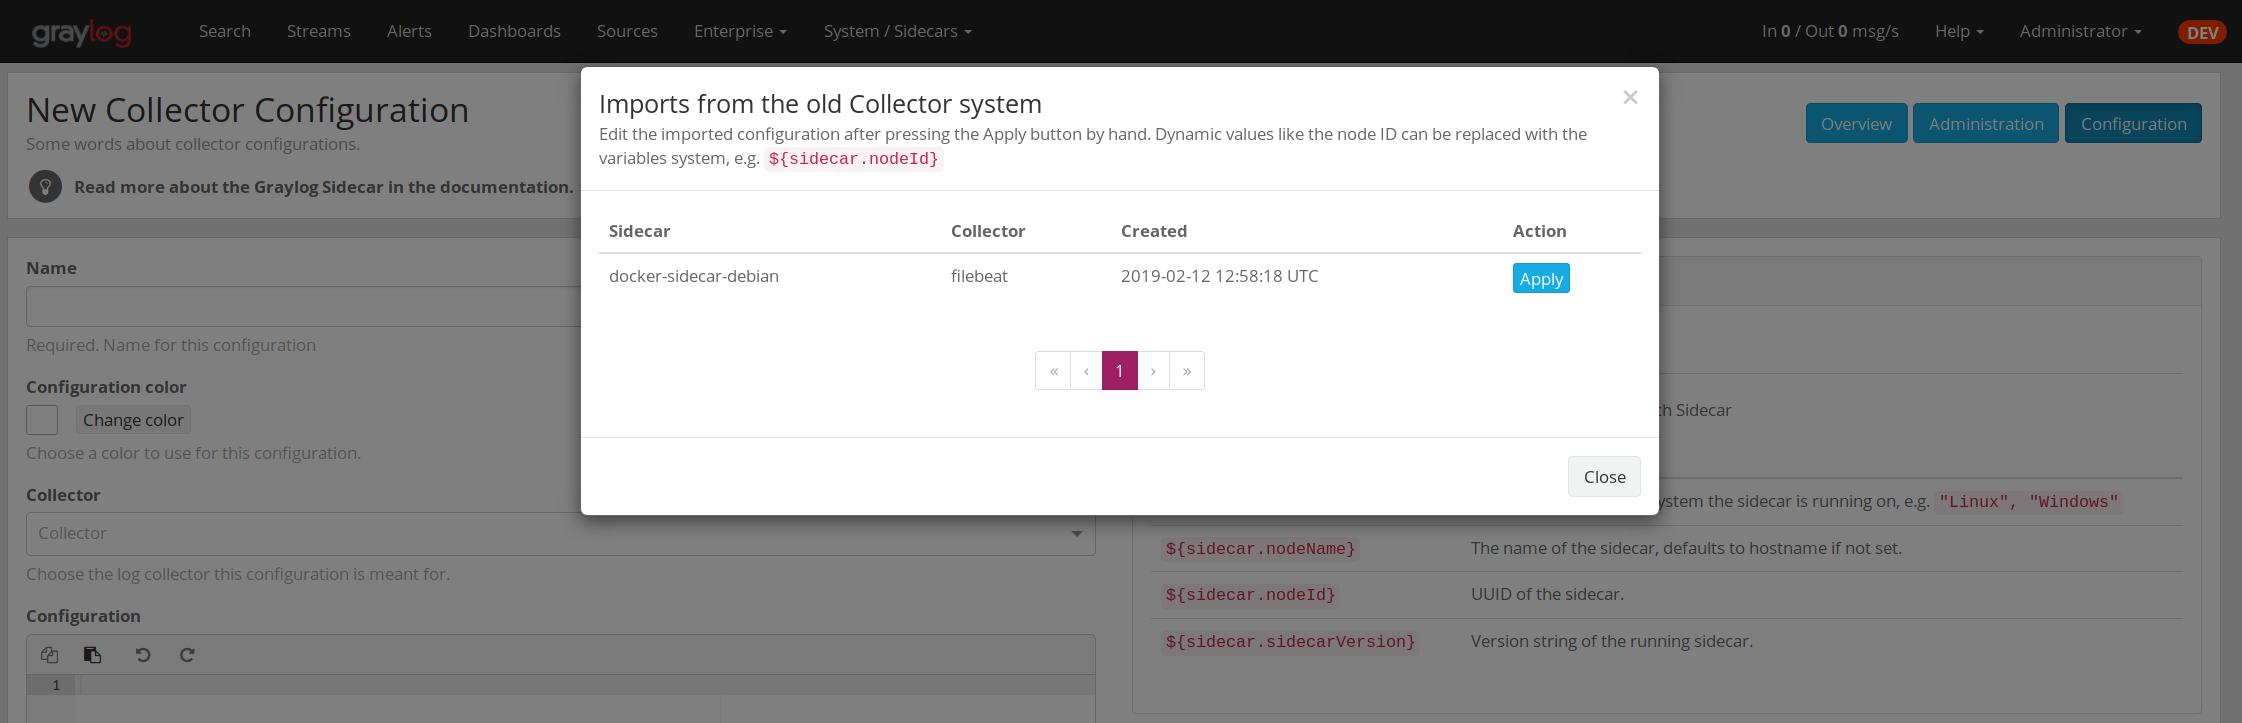 graylog Search Streams Alerts Dashboards Sources Enterprise System / Sidecars In 0 / Out 0 msg/s Help Administrator DEV
New Collector Configuration
Some words about collector configurations.
Read more about the Graylog Sidecar in the documentation.
Overview Administration Configuration
Imports from the old Collector system ×
Edit the imported configuration after pressing the Apply button by hand. Dynamic values like the node ID can be replaced with the
variables system, e.g. ${sidecar.nodeId}
Sidecar Collector Created Action
docker-sidecar-debian filebeat 2019-02-12 12:58:18 UTC Apply
« ‹ 1 › »
Close
Name
Required. Name for this configuration
Configuration color
Change color
Choose a color to use for this configuration.
Collector
Collector
Choose the log collector this configuration is meant for.
Configuration
1
Sidecar
the sidecar is running on, e.g. "Linux", "Windows"
${sidecar.nodeName} The name of the sidecar, defaults to hostname if not set.
${sidecar.nodeId} UUID of the sidecar.
${sidecar.sidecarVersion} Version string of the running sidecar.